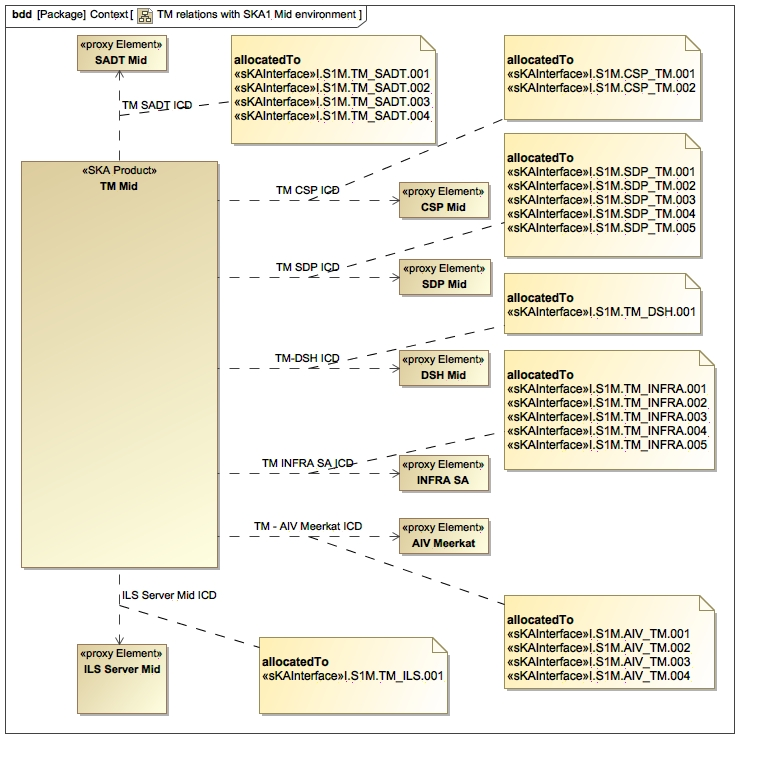 bdd [Package] Context [ TM relations with SKA1 Mid environment ]
«proxy Element»
SADT Mid
allocatedTo
«sKAInterface»I.S1M.TM_SADT.001
«sKAInterface»I.S1M.TM_SADT.002
«sKAInterface»I.S1M.TM_SADT.003
«sKAInterface»I.S1M.TM_SADT.004
allocatedTo
«sKAInterface»I.S1M.CSP_TM.001
«sKAInterface»I.S1M.CSP_TM.002
TM SADT ICD
allocatedTo
«sKAInterface»I.S1M.SDP_TM.001
«sKAInterface»I.S1M.SDP_TM.002
«sKAInterface»I.S1M.SDP_TM.003
«sKAInterface»I.S1M.SDP_TM.004
«sKAInterface»I.S1M.SDP_TM.005
«SKA Product»
TM Mid
TM CSP ICD
«proxy Element»
CSP Mid
TM SDP ICD
«proxy Element»
SDP Mid
allocatedTo
«sKAInterface»I.S1M.TM_DSH.001
TM-DSH ICD
«proxy Element»
DSH Mid
allocatedTo
«sKAInterface»I.S1M.TM_INFRA.001
«sKAInterface»I.S1M.TM_INFRA.002
«sKAInterface»I.S1M.TM_INFRA.003
«sKAInterface»I.S1M.TM_INFRA.004
«sKAInterface»I.S1M.TM_INFRA.005
TM INFRA SA ICD
«proxy Element»
INFRA SA
TM - AIV Meerkat ICD
«proxy Element»
AIV Meerkat
ILS Server Mid ICD
allocatedTo
«sKAInterface»I.S1M.AIV_TM.001
«sKAInterface»I.S1M.AIV_TM.002
«sKAInterface»I.S1M.AIV_TM.003
«sKAInterface»I.S1M.AIV_TM.004
«proxy Element»
ILS Server Mid
allocatedTo
«sKAInterface»I.S1M.TM_ILS.001